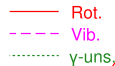 Rot.
Vib.
γ-uns,